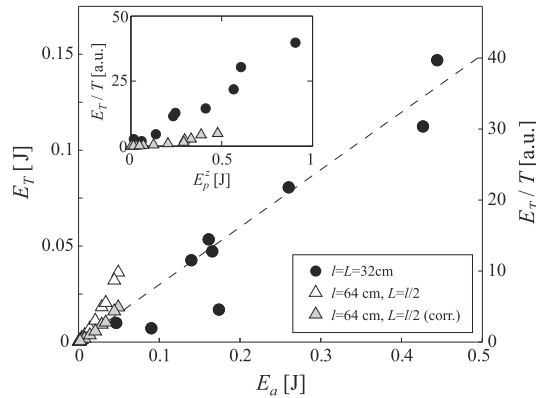 50
25
0
0
0.5
1
E_T / T [a.u.]
E_p^z [J]
0.15
0.1
0.05
0
E_T [J]
40
30
20
10
0
E_T / T [a.u.]
l=L=32cm
l=64 cm, L=l/2
l=64 cm, L=l/2 (corr.)
0
0.1
0.2
0.3
0.4
0.5
E_a [J]